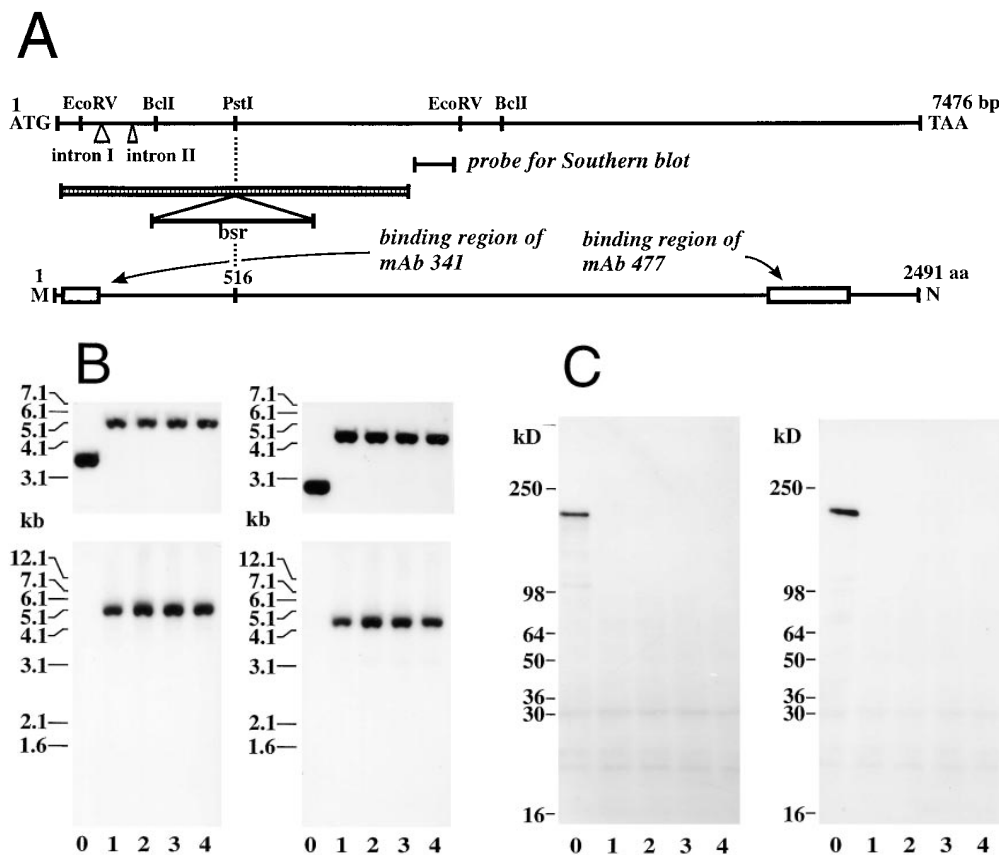 A
1
ATG
EcoRV
BclI
PstI
EcoRV
BclI
7476 bp
TAA
intron I
intron II
probe for Southern blot
bsr
binding region of
mAb 341
binding region of
mAb 477
1
M
516
2491 aa
N
B
7.1
6.1
5.1
4.1
3.1
kb
12.1
7.1
6.1
5.1
4.1
3.1
2.1
1.6
0 1 2 3 4
7.1
6.1
5.1
4.1
3.1
kb
12.1
7.1
6.1
5.1
4.1
3.1
2.1
1.6
0 1 2 3 4
C
kD
250
98
64
50
36
30
16
0 1 2 3 4
kD
250
98
64
50
36
30
16
0 1 2 3 4